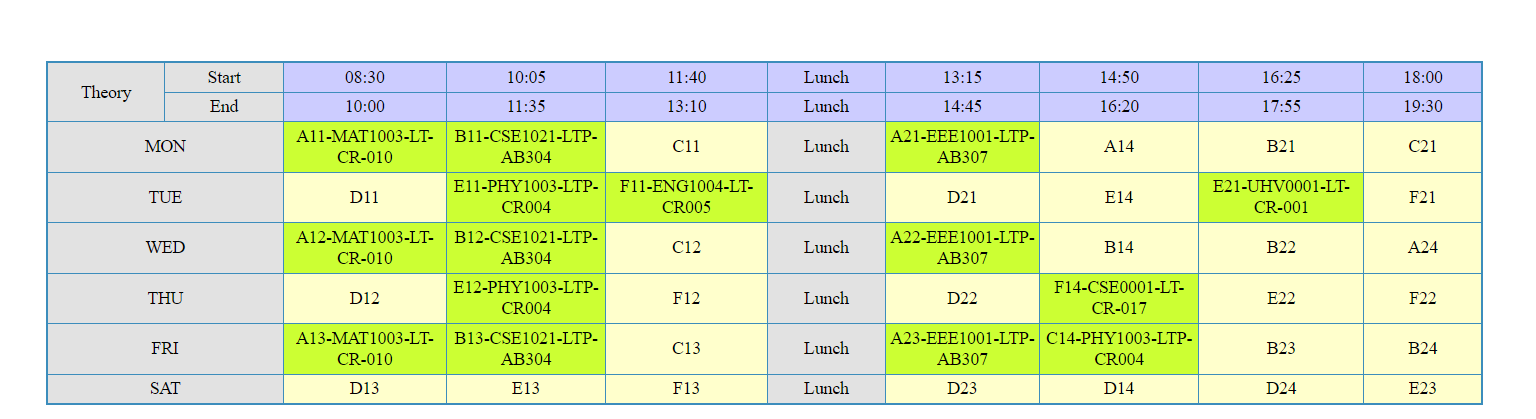 Theory Start 08:30 10:05 11:40 Lunch 13:15 14:50 16:25 18:00
End 10:00 11:35 13:10 Lunch 14:45 16:20 17:55 19:30
MON A11-MAT1003-LT-CR-010 B11-CSE1021-LTP-AB304 C11 Lunch A21-EEE1001-LTP-AB307 A14 B21 C21
TUE D11 E11-PHY1003-LTP-CR004 F11-ENG1004-LT-CR005 Lunch D21 E14 E21-UHV0001-LT-CR-001 F21
WED A12-MAT1003-LT-CR-010 B12-CSE1021-LTP-AB304 C12 Lunch A22-EEE1001-LTP-AB307 B14 B22 A24
THU D12 E12-PHY1003-LTP-CR004 F12 Lunch D22 F14-CSE0001-LT-CR-017 E22 F22
FRI A13-MAT1003-LT-CR-010 B13-CSE1021-LTP-AB304 C13 Lunch A23-EEE1001-LTP-AB307 C14-PHY1003-LTP-CR004 B23 B24
SAT D13 E13 F13 Lunch D23 D14 D24 E23